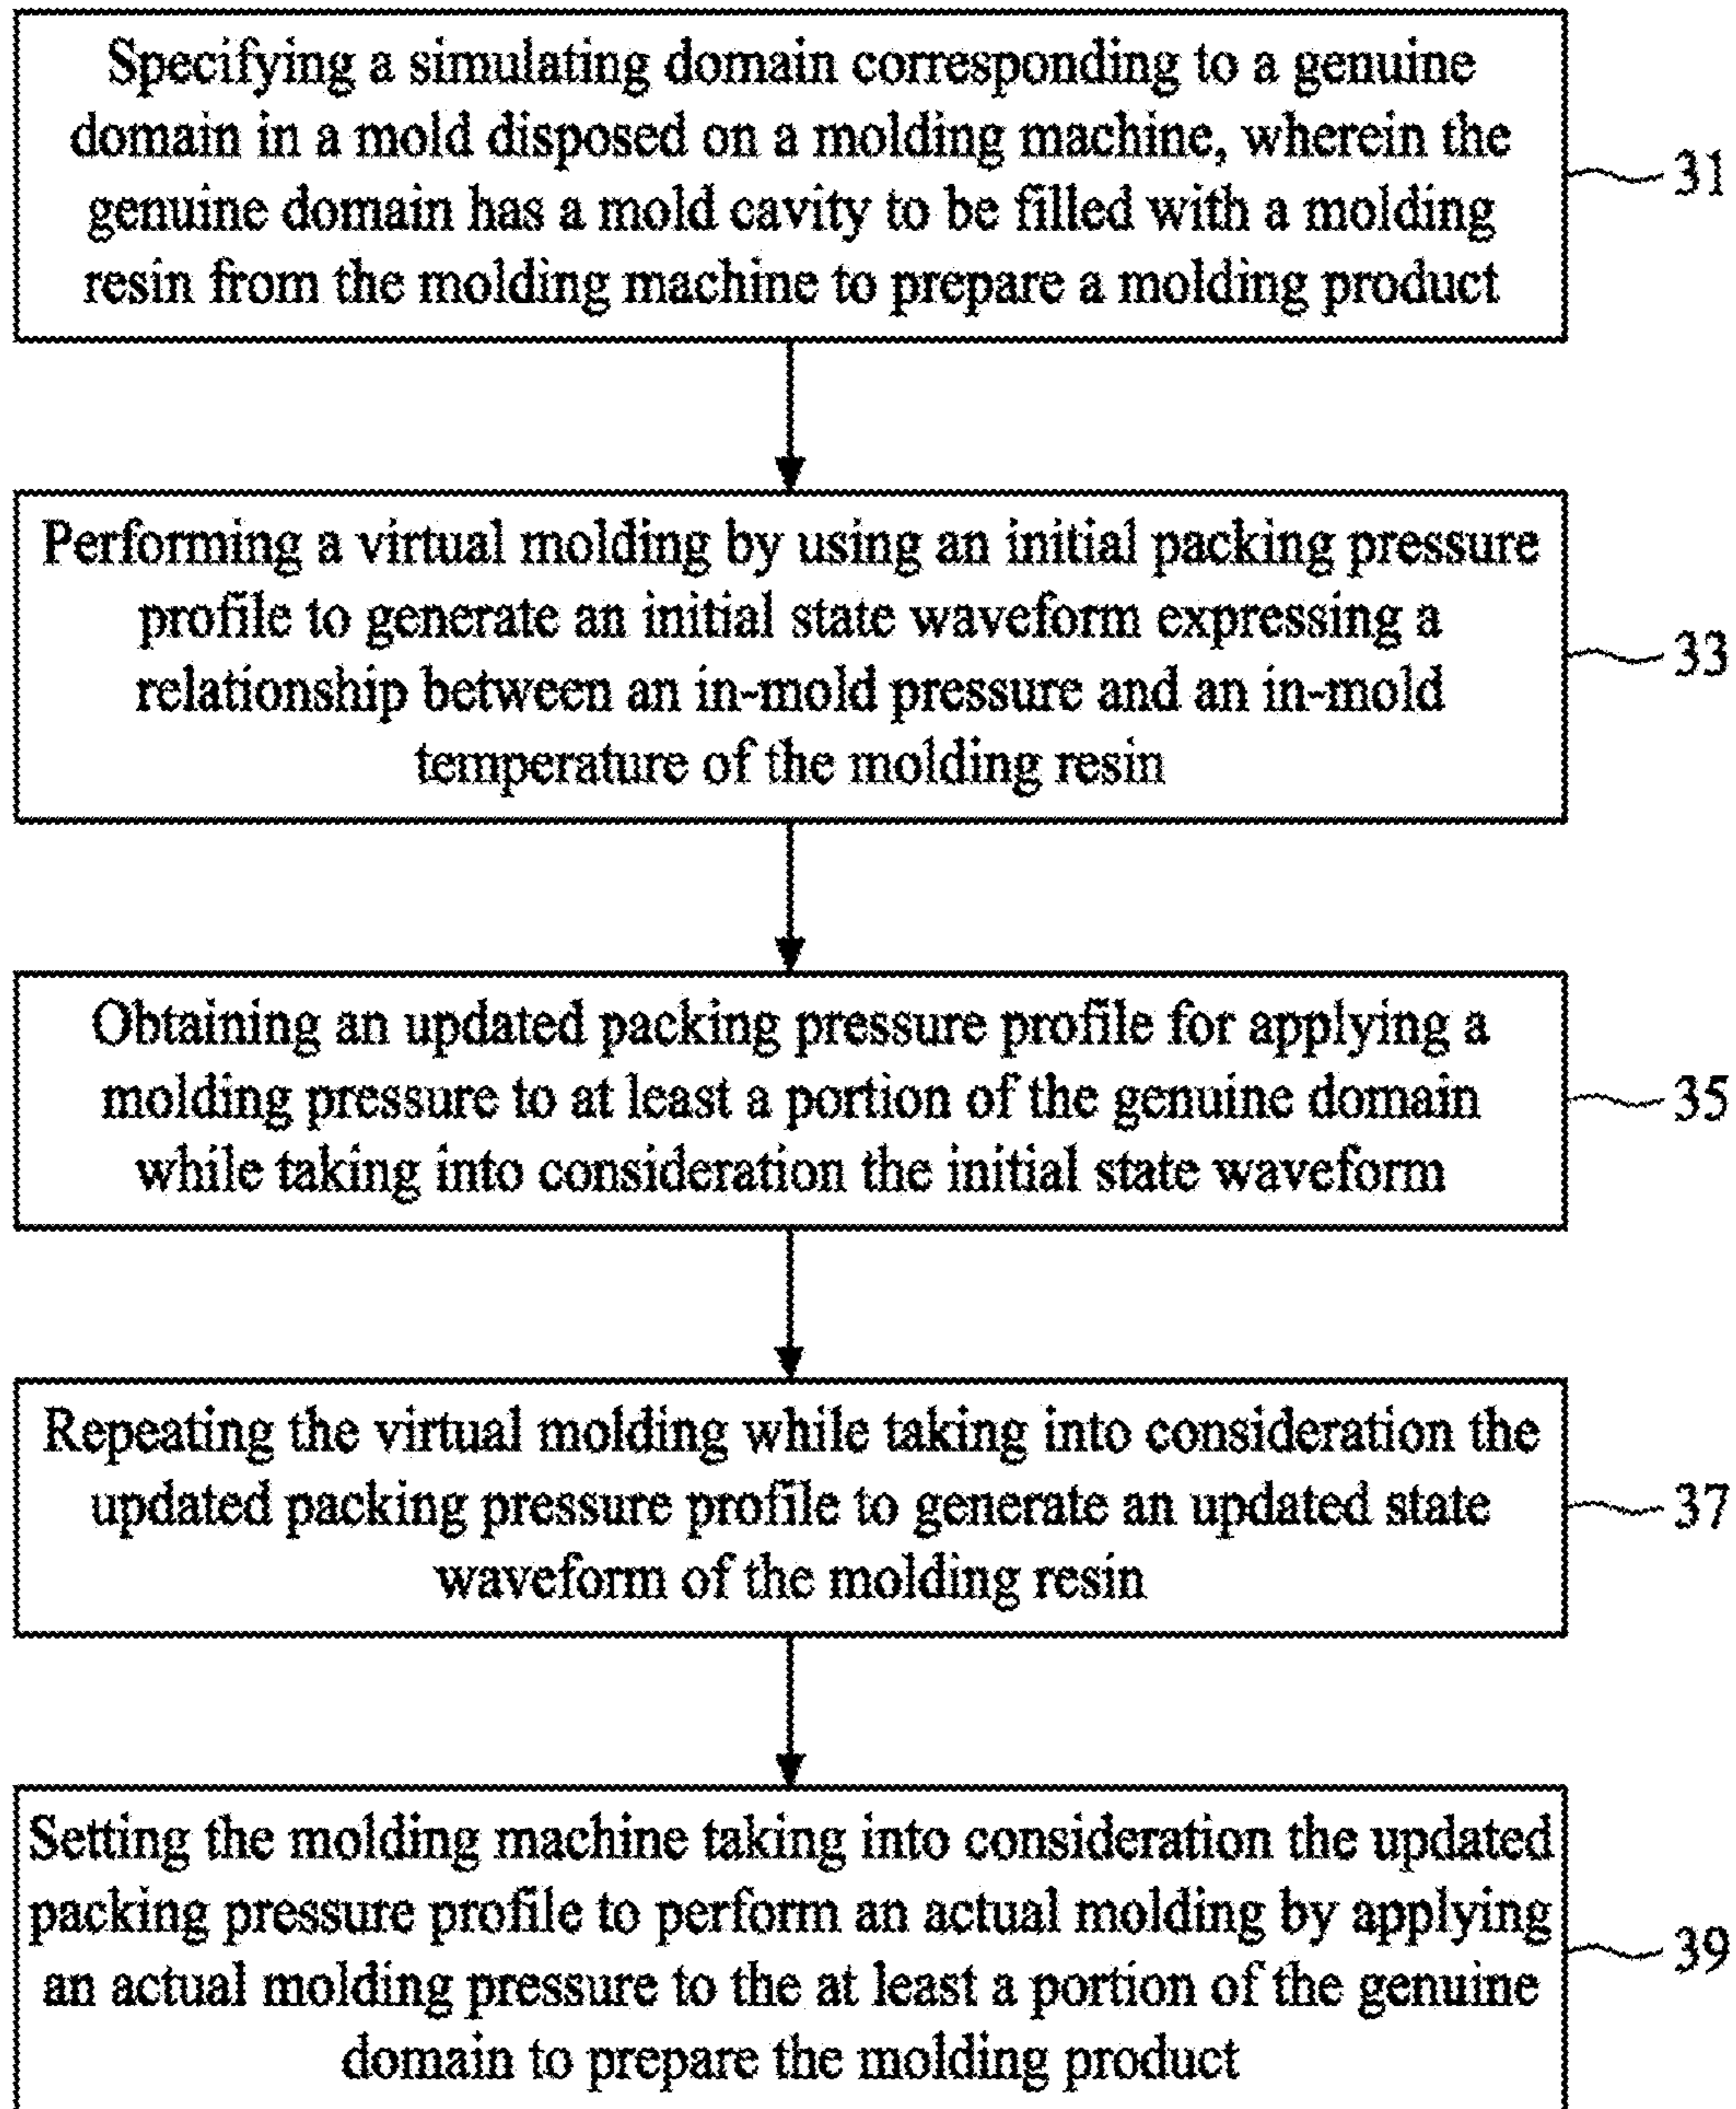 Specifying a simulating domain corresponding to a genuine
domain in a mold disposed on a molding machine, wherein the
genuine domain has a mold cavity to be filled with a molding
resin from the molding machine to prepare a molding product
31
Performing a virtual molding by using an initial packing pressure
profile to generate an initial state waveform expressing a
relationship between an in-mold pressure and an in-mold
temperature of the molding resin
33
Obtaining an updated packing pressure profile for applying a
molding pressure to at least a portion of the genuine domain
while taking into consideration the initial state waveform
35
Repeating the virtual molding while taking into consideration the
updated packing pressure profile to generate an updated state
waveform of the molding resin
37
Setting the molding machine taking into consideration the updated
packing pressure profile to perform an actual molding by applying
an actual molding pressure to the at least a portion of the genuine
domain to prepare the molding product
39